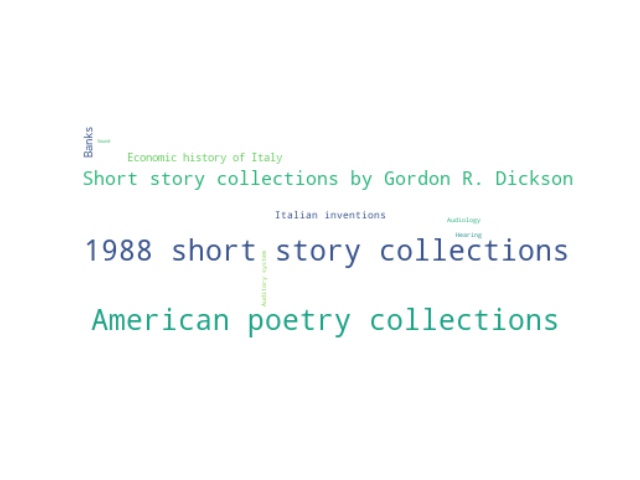 Banks
Economic history of Italy
Short story collections by Gordon R. Dickson
Italian inventions
Audiology
Hearing
1988 short story collections
Auditory system
American poetry collections